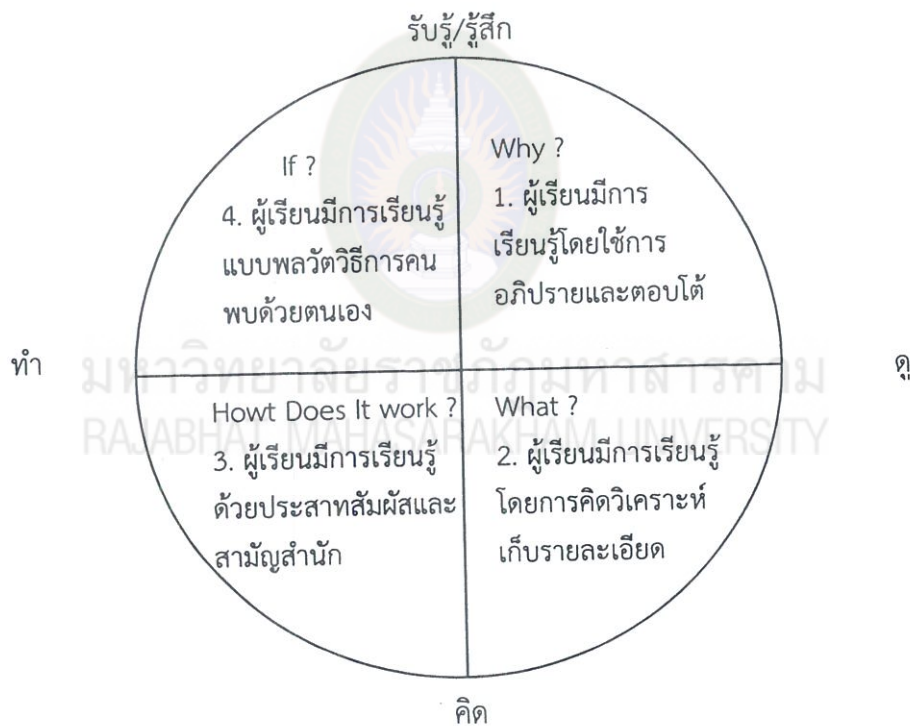 รับรู้/รู้สึก
If ?
4. ผู้เรียนมีการเรียนรู้
แบบพลวัตวิธีการคน
พบด้วยตนเอง
Why ?
1. ผู้เรียนมีการ
เรียนรู้โดยใช้การ
อภิปรายและตอบโต้
ทำ
ดู
มหาวิทยาลัยราชภัฏมหาสารคาม
RAJABHAT MAHASARAKHAM UNIVERSITY
Howt Does It work ?
3. ผู้เรียนมีการเรียนรู้
ด้วยประสาทสัมผัสและ
สามัญสำนัก
What ?
2. ผู้เรียนมีการเรียนรู้
โดยการคิดวิเคราะห์
เก็บรายละเอียด
คิด